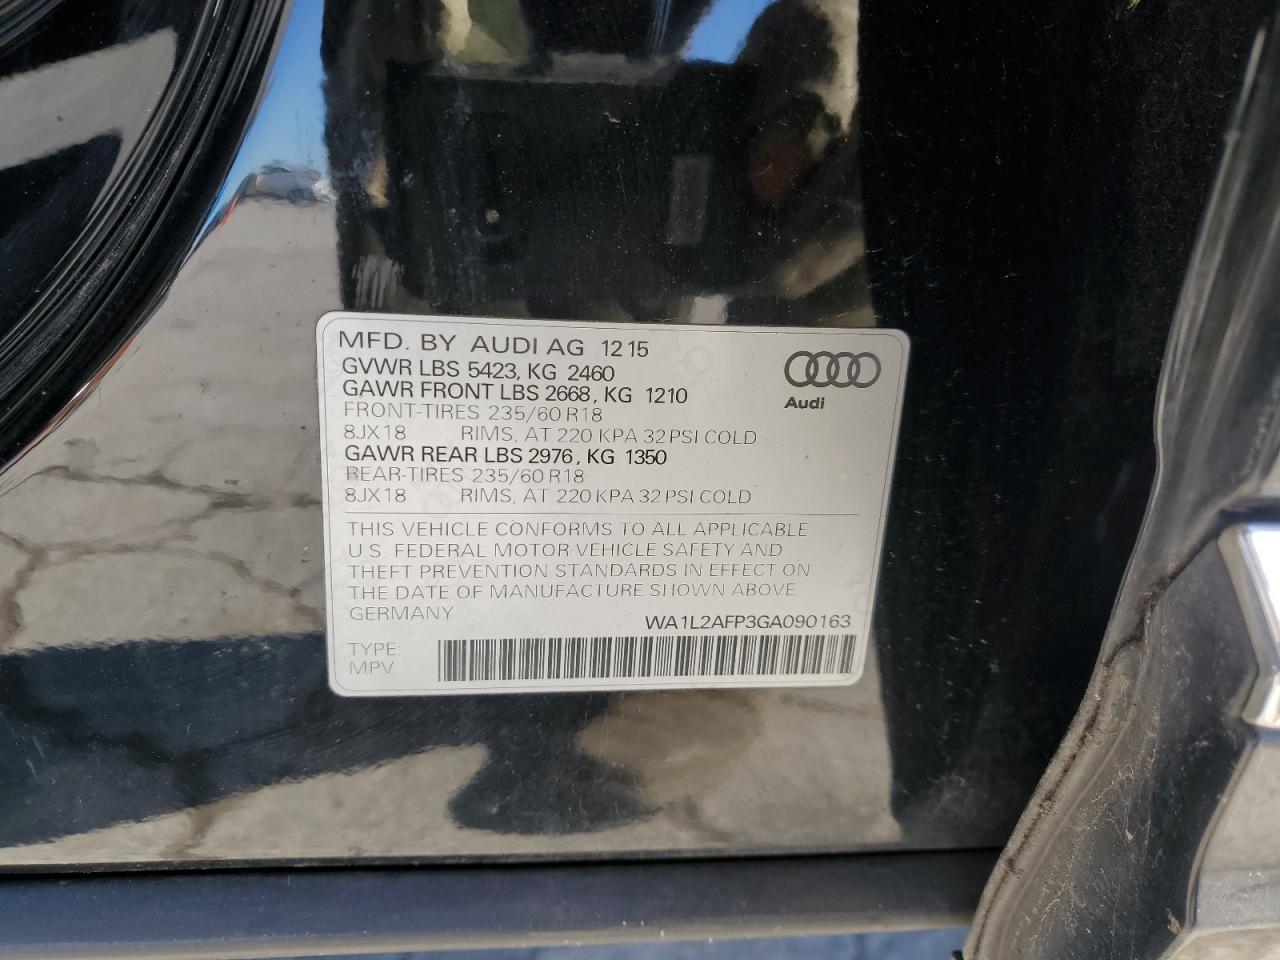 MFD. BY AUDI AG 12 15
GVWR LBS 5423, KG 2460
GAWR FRONT LBS 2668, KG 1210
FRONT-TIRES 235/60 R18
8JX18 RIMS, AT 220 KPA 32 PSI COLD
GAWR REAR LBS 2976, KG 1350
REAR-TIRES 235/60 R18
8JX18 RIMS, AT 220 KPA 32 PSI COLD
Audi
THIS VEHICLE CONFORMS TO ALL APPLICABLE
U.S. FEDERAL MOTOR VEHICLE SAFETY AND
THEFT PREVENTION STANDARDS IN EFFECT ON
THE DATE OF MANUFACTURE SHOWN ABOVE.
GERMANY
WA1L2AFP3GA090163
TYPE:
MPV